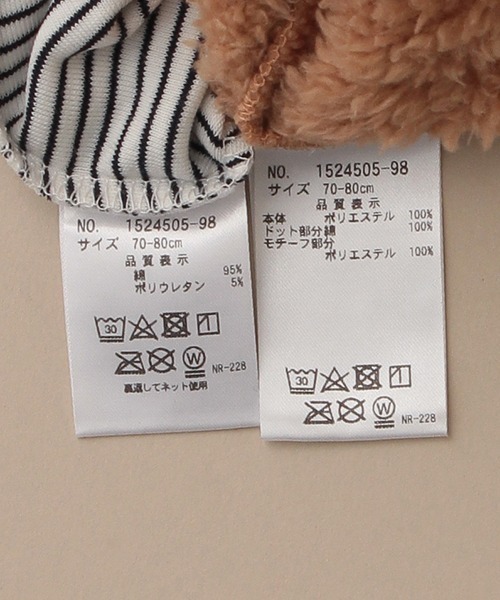 NO. 1524505-98
サイズ 70-80cm
品質表示
綿 95%
ポリウレタン 5%
30
W
NR-228
裏返してネット使用
NO. 1524505-98
サイズ 70-80cm
品質表示
本体 ポリエステル 100%
ドット部分綿 100%
モチーフ部分
ポリエステル 100%
30
W
NR-228